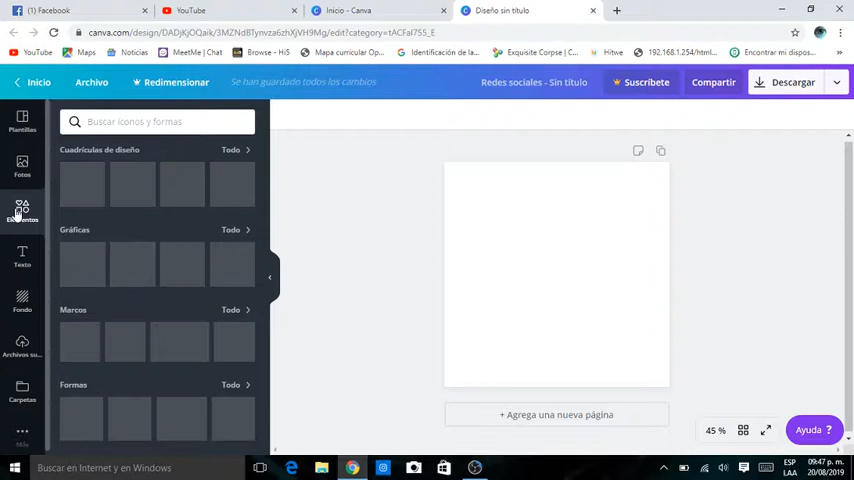 (1) Facebook
YouTube
Inicio - Canva
Diseño sin título
canva.com/design/DADjKjOQaik/3MZNdBTynvza6zhXjVH9Mg/edit?category=tACFal755_E
YouTube
Maps
Noticias
MeetMe | Chat
Browse - Hi5
Mapa curricular Op...
Identificación de la...
Exquisite Corpse | C...
Hitwe
192.168.1.254/html...
Encontrar mi dispos...
»
Inicio
Archivo
Redimensionar
Se han guardado todos los cambios
Redes sociales - Sin título
Suscríbete
Compartir
Descargar
Plantillas
Fotos
Elementos
Texto
Fondo
Archivos su...
Carpetas
Más
Buscar íconos y formas
Cuadrículas de diseño
Todo
Gráficas
Todo
Marcos
Todo
Formas
Todo
+ Agrega una nueva página
45 %
Ayuda ?
Buscar en Internet y en Windows
ESP
LAA
09:47 p. m.
20/08/2019